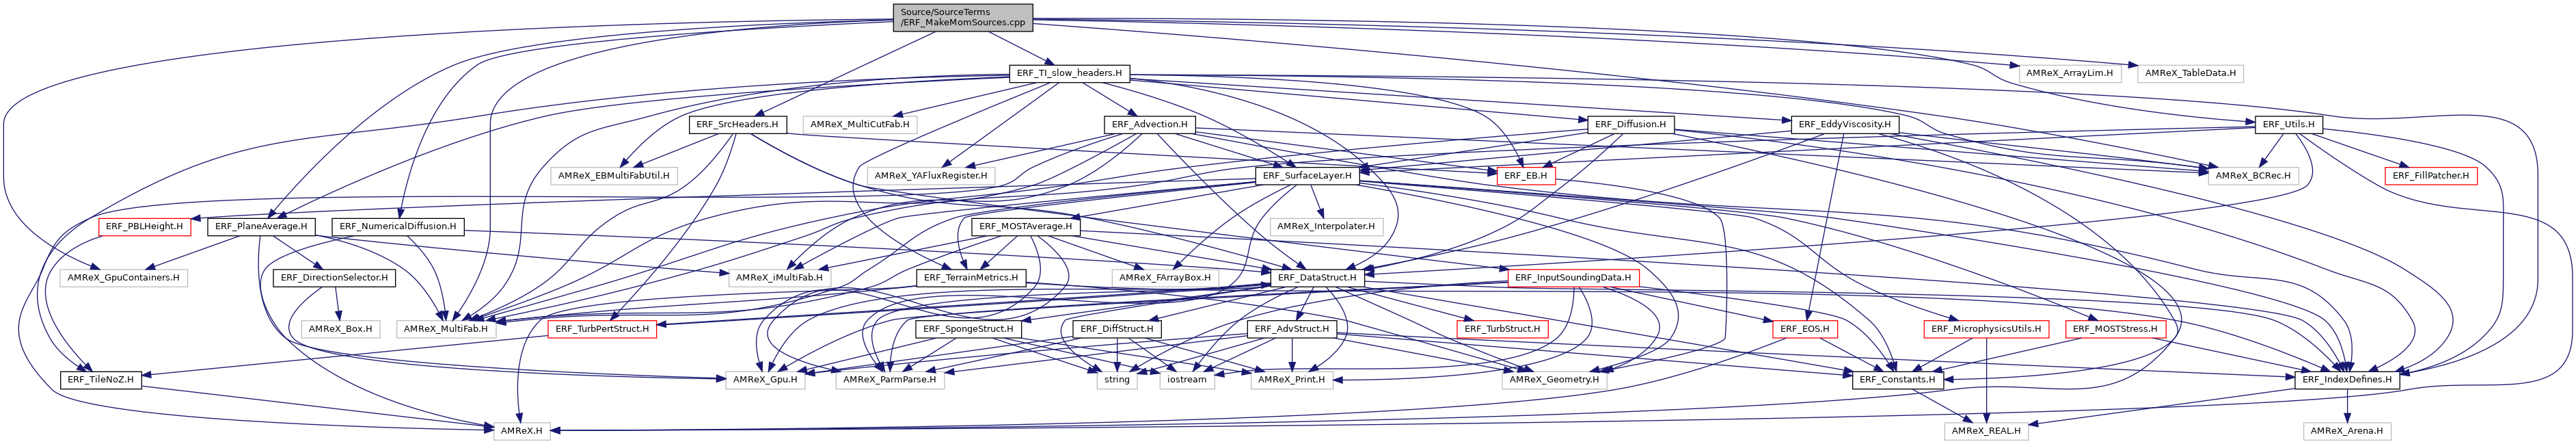 Source/SourceTerms
/ERF_MakeMomSources.cpp
ERF_TI_slow_headers.H
AMReX_ArrayLim.H
AMReX_TableData.H
ERF_SrcHeaders.H
AMReX_MultiCutFab.H
ERF_Advection.H
ERF_Diffusion.H
ERF_EddyViscosity.H
ERF_Utils.H
AMReX_EBMultiFabUtil.H
AMReX_YAFluxRegister.H
ERF_SurfaceLayer.H
ERF_EB.H
AMReX_BCRec.H
ERF_FillPatcher.H
ERF_PBLHeight.H
ERF_PlaneAverage.H
ERF_NumericalDiffusion.H
ERF_MOSTAverage.H
AMReX_Interpolater.H
AMReX_GpuContainers.H
ERF_DirectionSelector.H
AMReX_iMultiFab.H
ERF_TerrainMetrics.H
AMReX_FArrayBox.H
ERF_DataStruct.H
ERF_InputSoundingData.H
AMReX_Box.H
AMReX_MultiFab.H
ERF_TurbPertStruct.H
ERF_SpongeStruct.H
ERF_DiffStruct.H
ERF_AdvStruct.H
ERF_TurbStruct.H
ERF_EOS.H
ERF_MicrophysicsUtils.H
ERF_MOSTStress.H
ERF_TileNoZ.H
AMReX_Gpu.H
AMReX_ParmParse.H
string
iostream
AMReX_Print.H
AMReX_Geometry.H
ERF_Constants.H
ERF_IndexDefines.H
AMReX.H
AMReX_REAL.H
AMReX_Arena.H